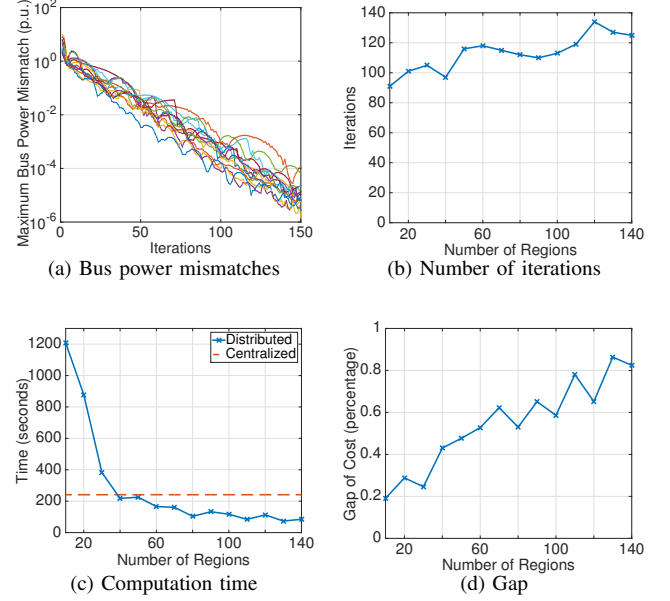 10^2
10^0
10^-2
10^-4
10^-6
Maximum Bus Power Mismatch (p.u.)
0 50 100 150
Iterations
(a) Bus power mismatches
140
120
100
80
60
40
20
0
Iterations
20 60 100 140
Number of Regions
(b) Number of iterations
1200
1000
800
600
400
200
0
Time (seconds)
Distributed
Centralized
20 60 100 140
Number of Regions
(c) Computation time
1
0.8
0.6
0.4
0.2
0
Gap of Cost (percentage)
20 60 100 140
Number of Regions
(d) Gap